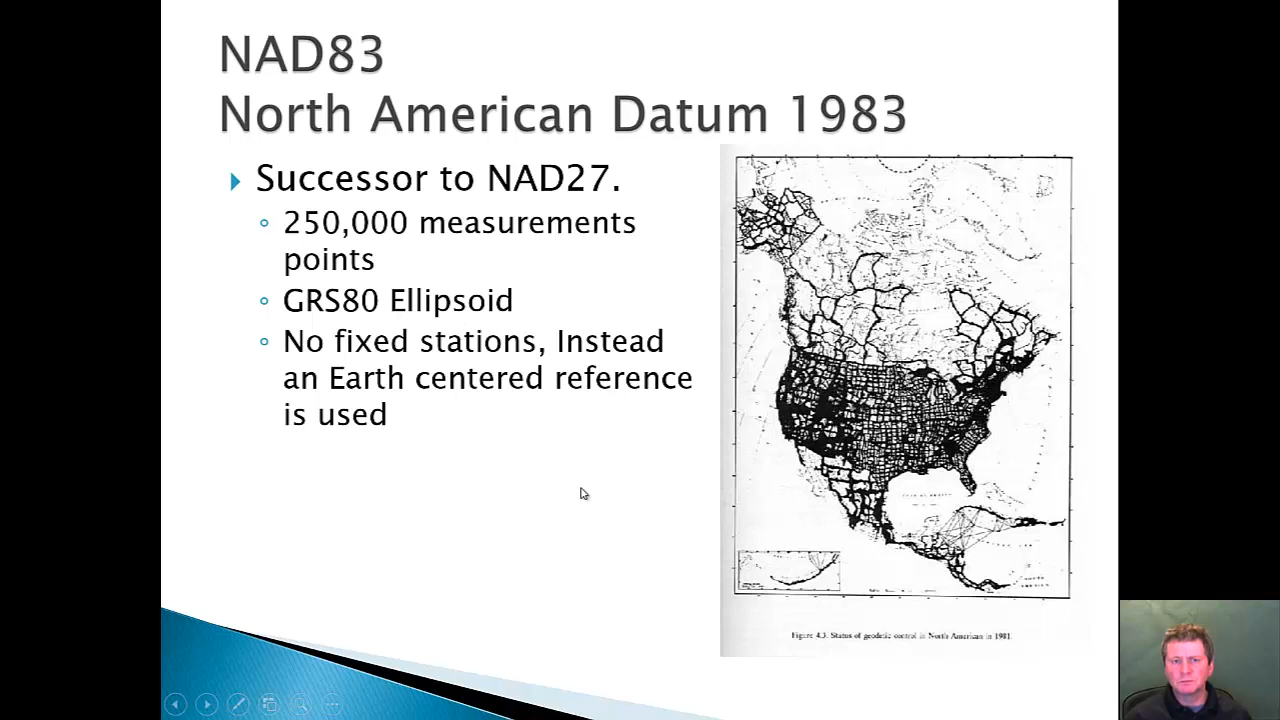 NAD83
North American Datum 1983
Successor to NAD27.
250,000 measurements
points
GRS80 Ellipsoid
No fixed stations, Instead
an Earth centered reference
is used
Figure 4.3. Status of geodetic control in North American in 1981.